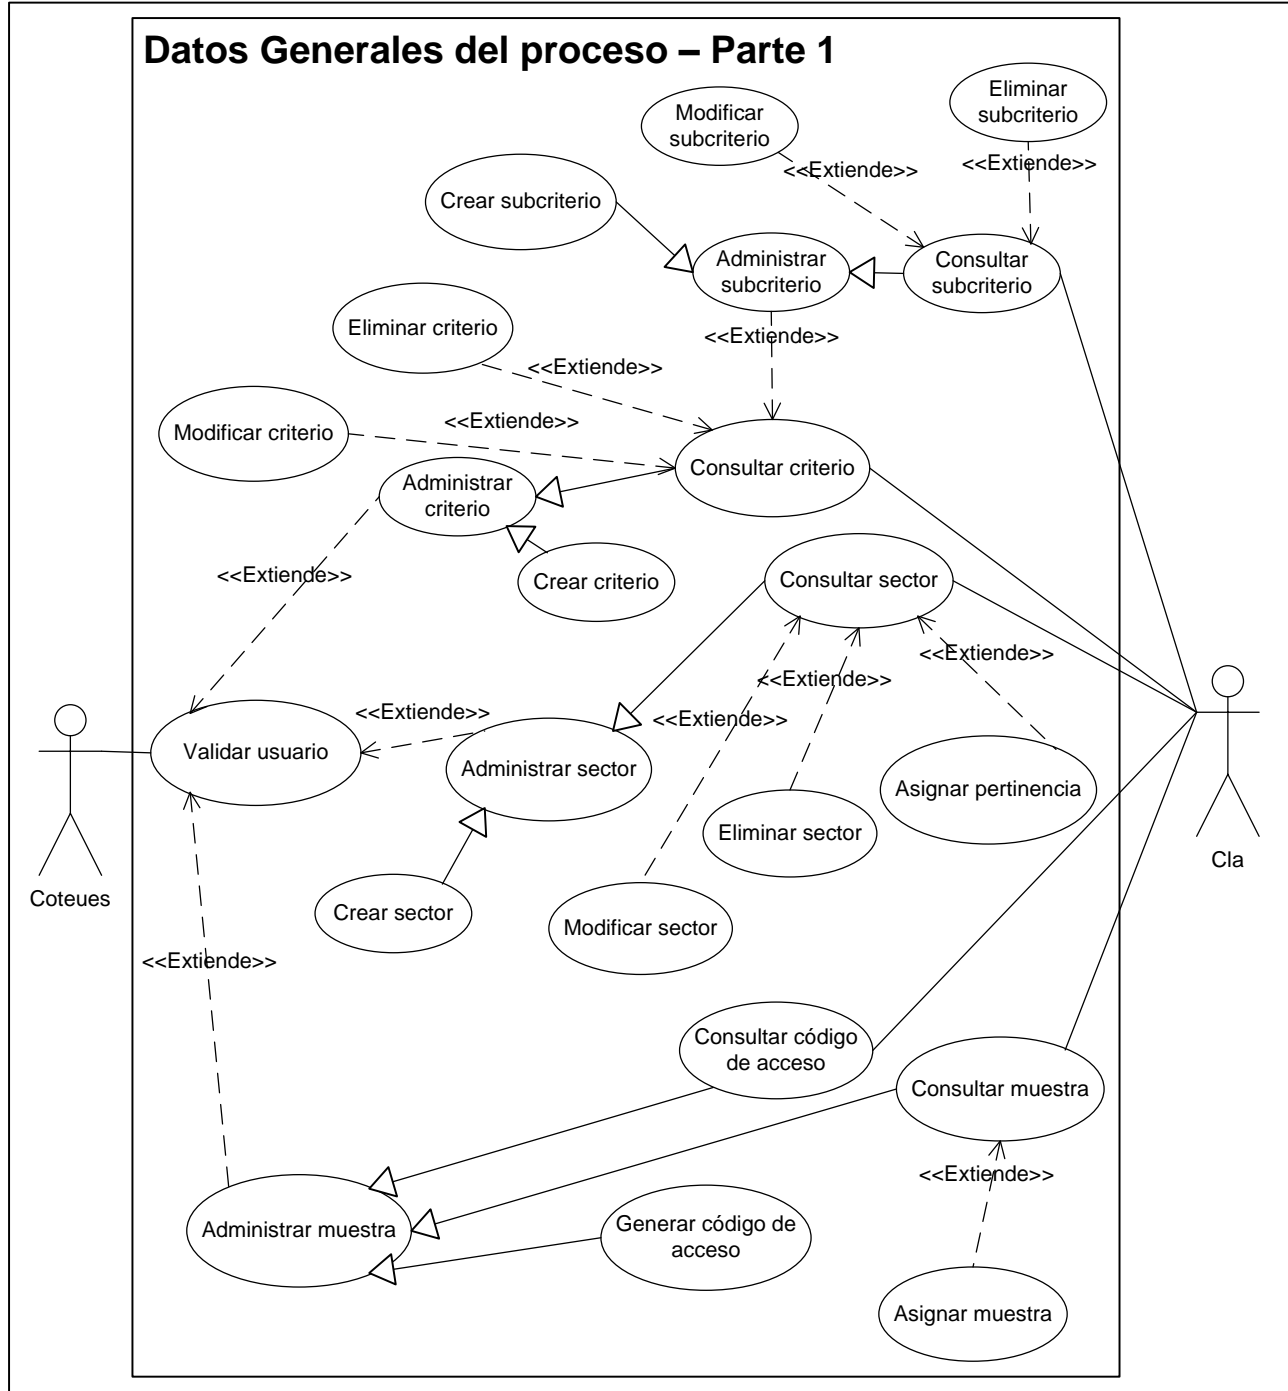 Datos Generales del proceso – Parte 1
Eliminar
subcriterio
Modificar
subcriterio
<<Extiende>>
<<Extiende>>
Crear subcriterio
Administrar
subcriterio
Consultar
subcriterio
Eliminar criterio
<<Extiende>>
<<Extiende>>
<<Extiende>>
Modificar criterio
Consultar criterio
Administrar
criterio
<<Extiende>>
Crear criterio
Consultar sector
<<Extiende>>
<<Extiende>>
<<Extiende>>
<<Extiende>>
Validar usuario
Administrar sector
Asignar pertinencia
Eliminar sector
Coteues
Cla
Crear sector
Modificar sector
<<Extiende>>
Consultar código
de acceso
Consultar muestra
<<Extiende>>
Administrar muestra
Generar código de
acceso
Asignar muestra